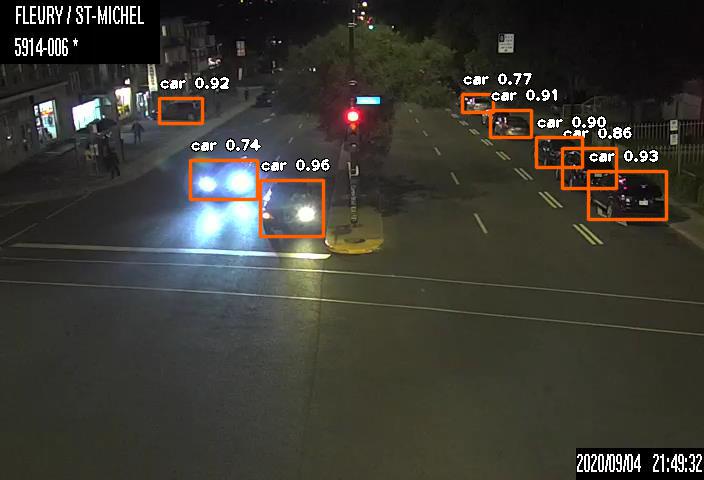 FLEURY / ST-MICHEL
5914-006 *
car 0.77
car 0.92
car 0.91
car 0.90
car 0.86
car 0.74
car 0.96
car 0.93
2020/09/04 21:49:32